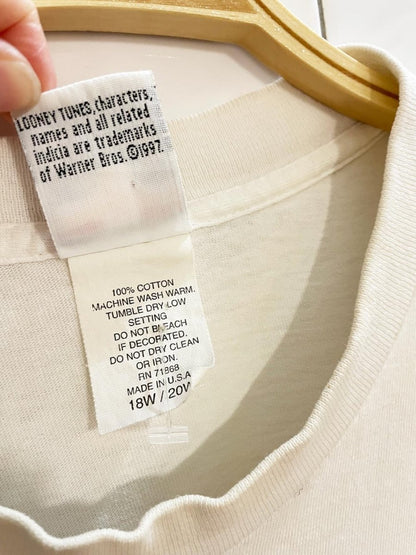 LOONEY TUNES, characters,
names and all related
indicia are trademarks
of Warner Bros. ©1997.
100% COTTON
MACHINE WASH WARM.
TUMBLE DRY LOW
SETTING
DO NOT BLEACH
IF DECORATED.
DO NOT DRY CLEAN
OR IRON.
RN 71868
MADE IN U.S.A
18W / 20W